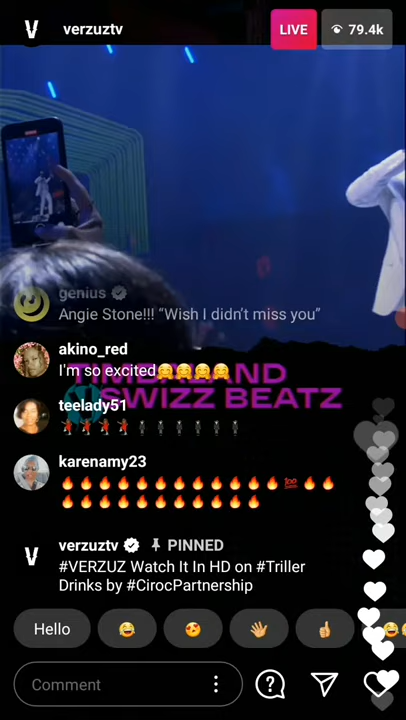 verzuztv
LIVE
79.4k
genius
Angie Stone!!! “Wish I didn't miss you”
akino_red
I'm so excited🤗🤗🤗🤗
TIMBALAND
SWIZZ BEATZ
teelady51
karenamy23
🔥🔥🔥🔥🔥🔥🔥🔥🔥🔥🔥💯🔥🔥
🔥🔥🔥🔥🔥🔥🔥🔥🔥🔥
verzuztv PINNED
#VERZUZ Watch It In HD on #Triller
Drinks by #CirocPartnership
Hello
Comment